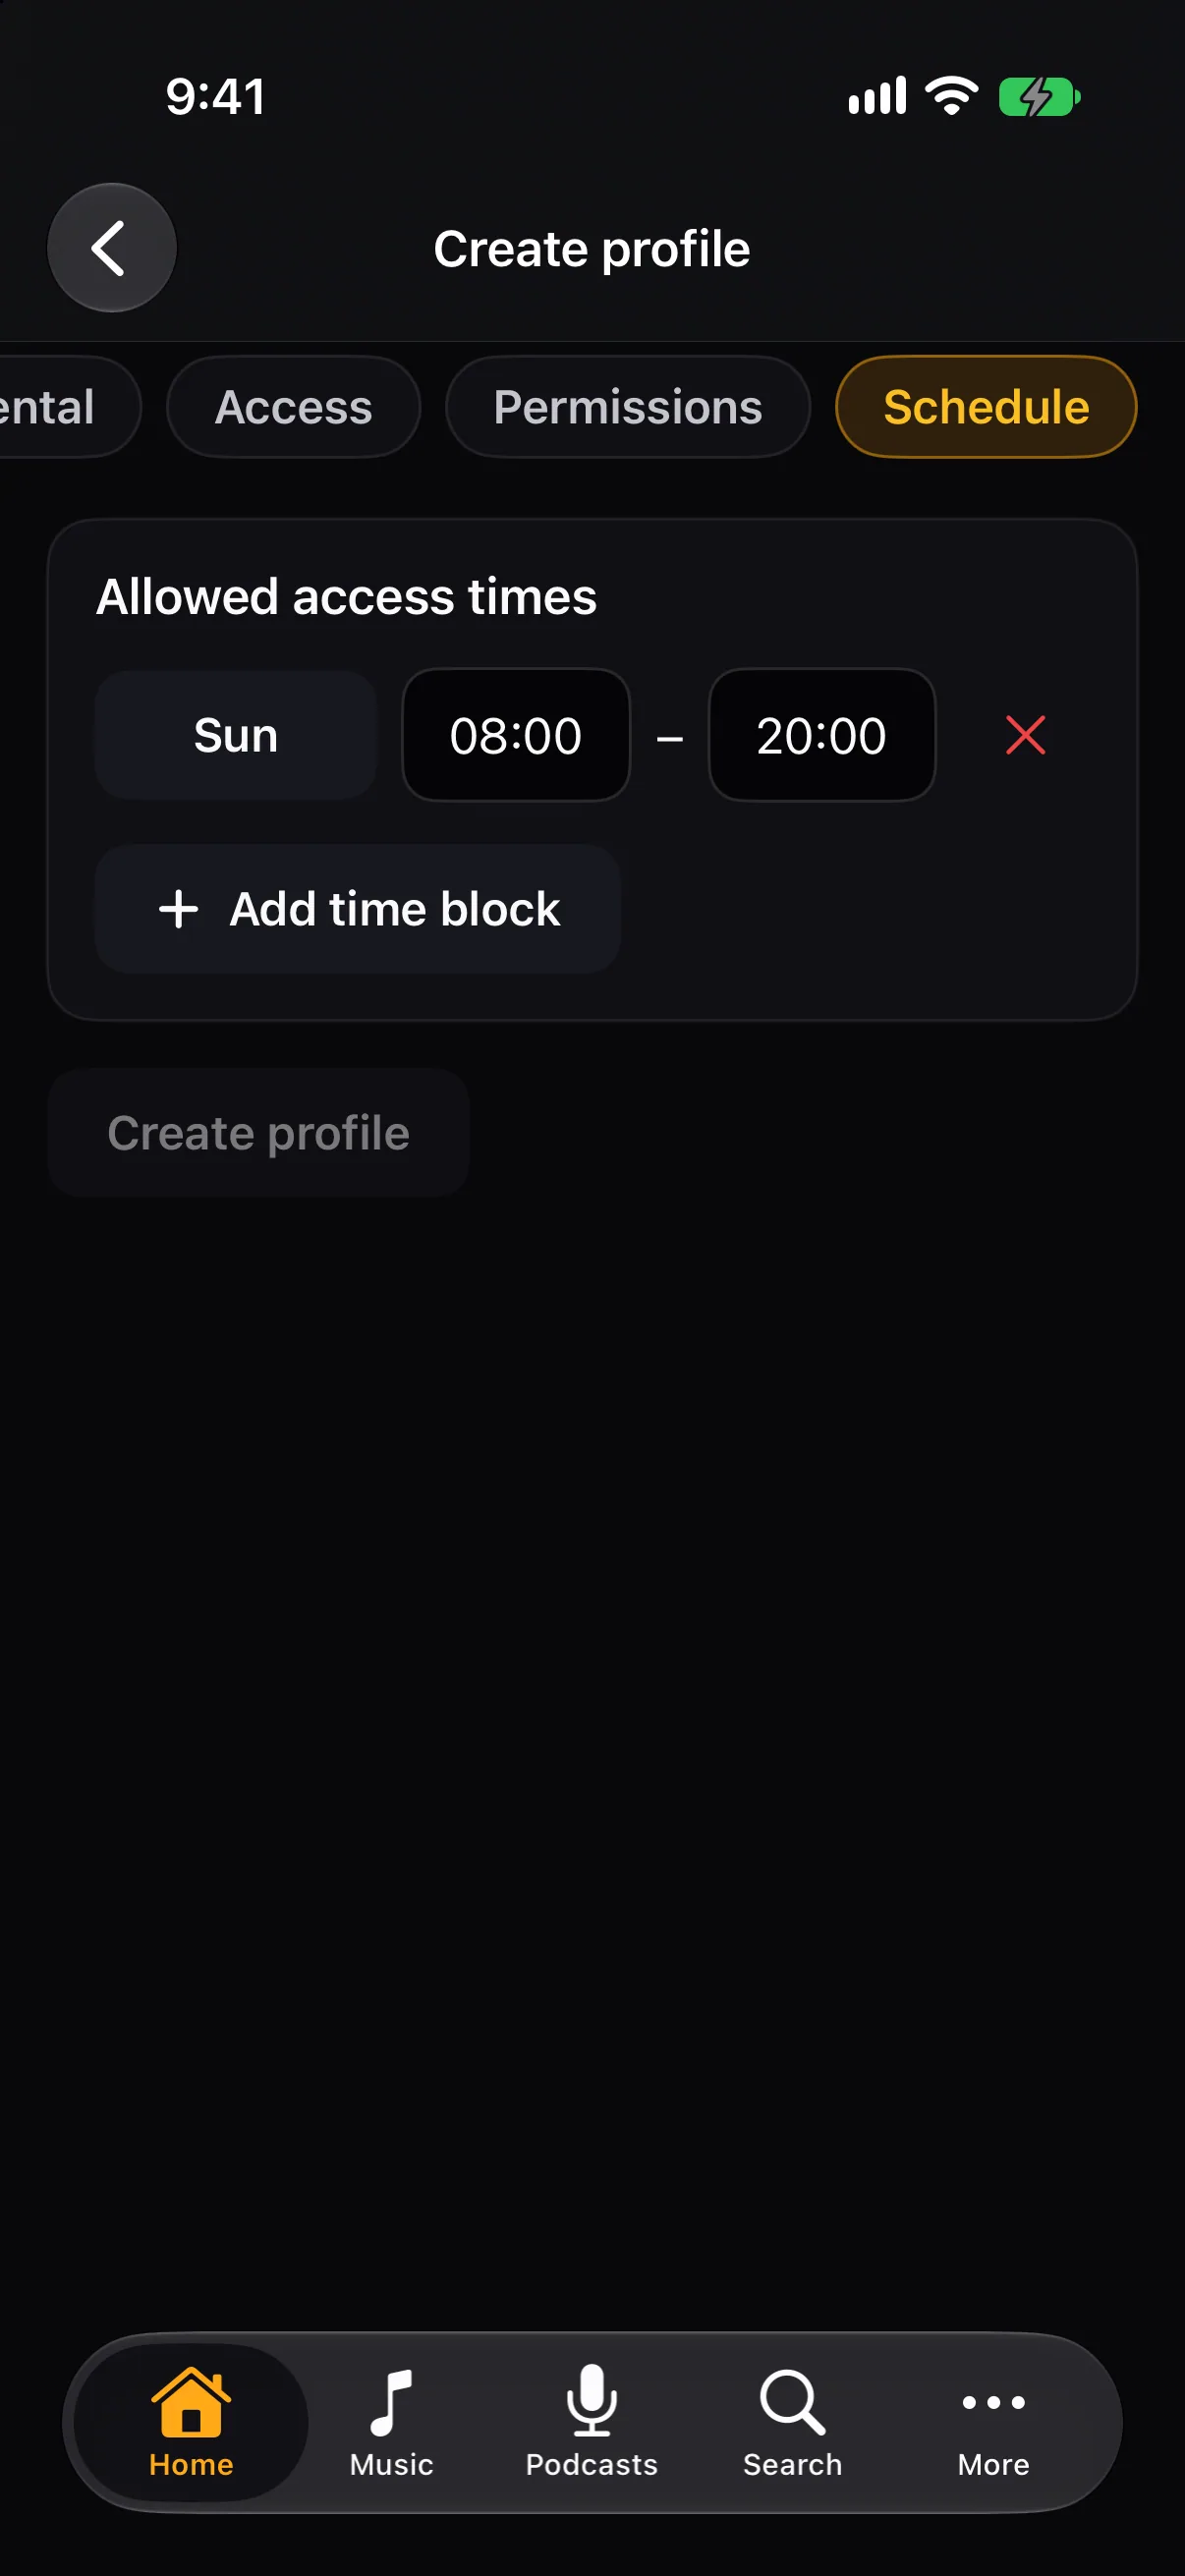 9:41
Create profile
ental Access Permissions Schedule
Allowed access times
Sun 08:00 – 20:00
+ Add time block
Create profile
Home Music Podcasts Search More